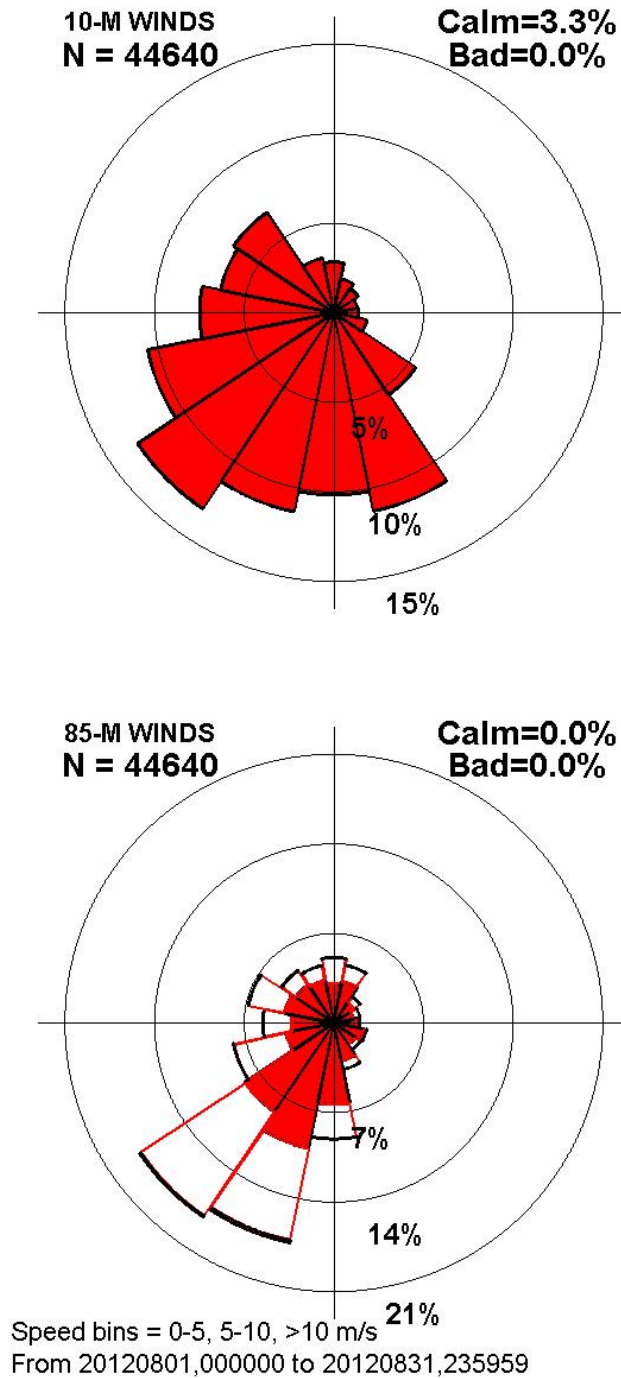 10-M WINDS
N = 44640
Calm=3.3%
Bad=0.0%
5%
10%
15%
85-M WINDS
N = 44640
Calm=0.0%
Bad=0.0%
7%
14%
21%
Speed bins = 0-5, 5-10, >10 m/s
From 20120801,000000 to 20120831,235959